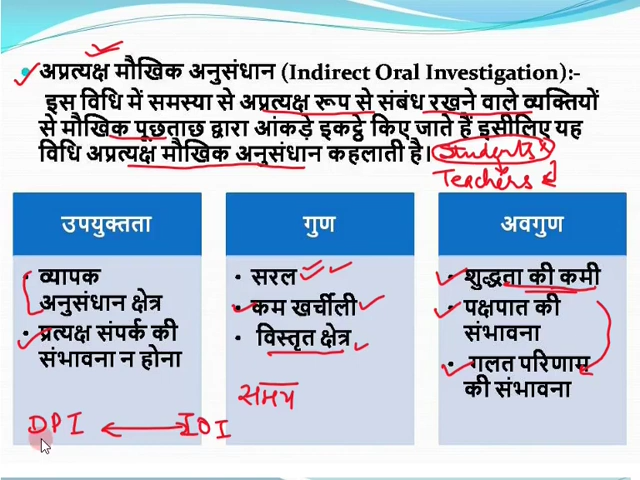 • अप्रत्यक्ष मौखिक अनुसंधान (Indirect Oral Investigation):-
इस विधि में समस्या से अप्रत्यक्ष रूप से संबंध रखने वाले व्यक्तियों
से मौखिक पूछताछ द्वारा आंकड़े इकट्ठे किए जाते हैं इसीलिए यह
विधि अप्रत्यक्ष मौखिक अनुसंधान कहलाती है।
Students
Teachers
उपयुक्तता
• व्यापक
अनुसंधान क्षेत्र
• प्रत्यक्ष संपर्क की
संभावना न होना
DPI ⟷ IOI
गुण
• सरल
• कम खर्चीली
• विस्तृत क्षेत्र
समय
अवगुण
• शुद्धता की कमी
• पक्षपात की
संभावना
• गलत परिणाम
की संभावना